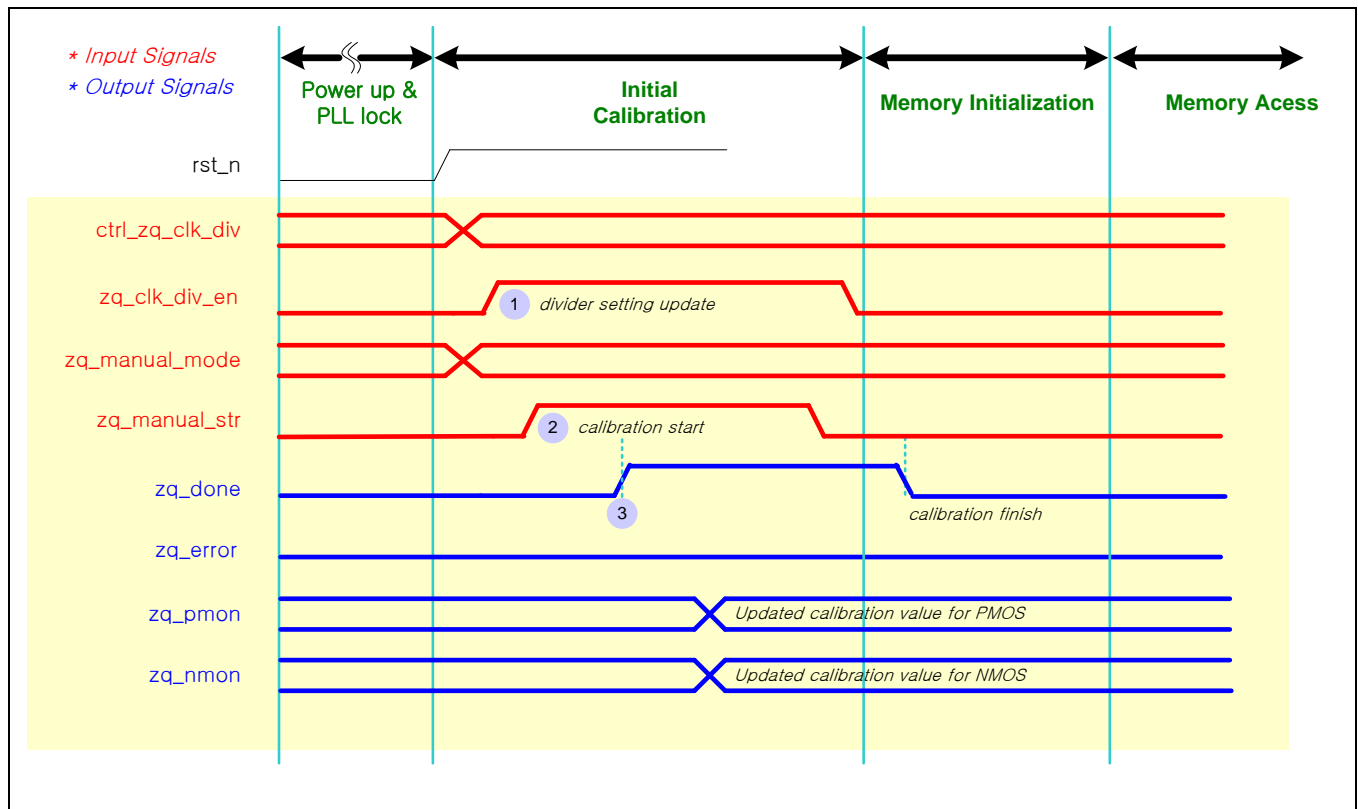 * Input Signals
* Output Signals
Power up &
PLL lock
Initial
Calibration
Memory Initialization
Memory Acess
rst_n
ctrl_zq_clk_div
zq_clk_div_en
1 divider setting update
zq_manual_mode
zq_manual_str
2 calibration start
zq_done
3
calibration finish
zq_error
zq_pmon
Updated calibration value for PMOS
zq_nmon
Updated calibration value for NMOS